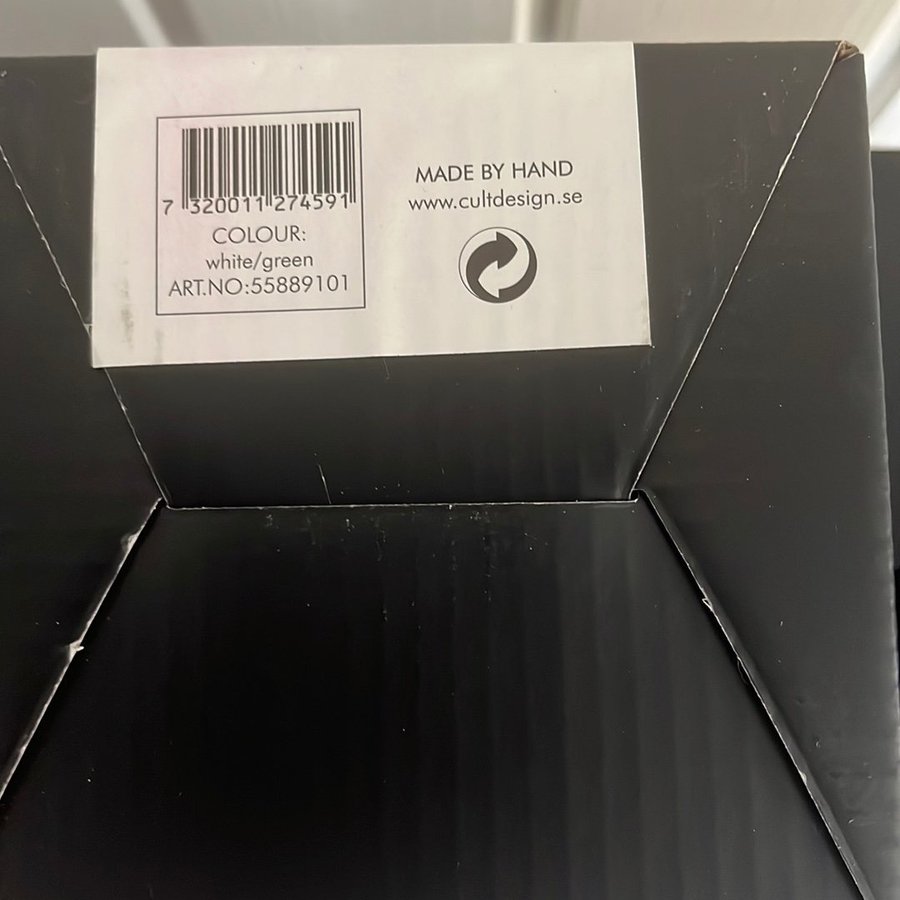 7 320011 274591
COLOUR:
white/green
ART.NO:55889101
MADE BY HAND
www.cultdesign.se